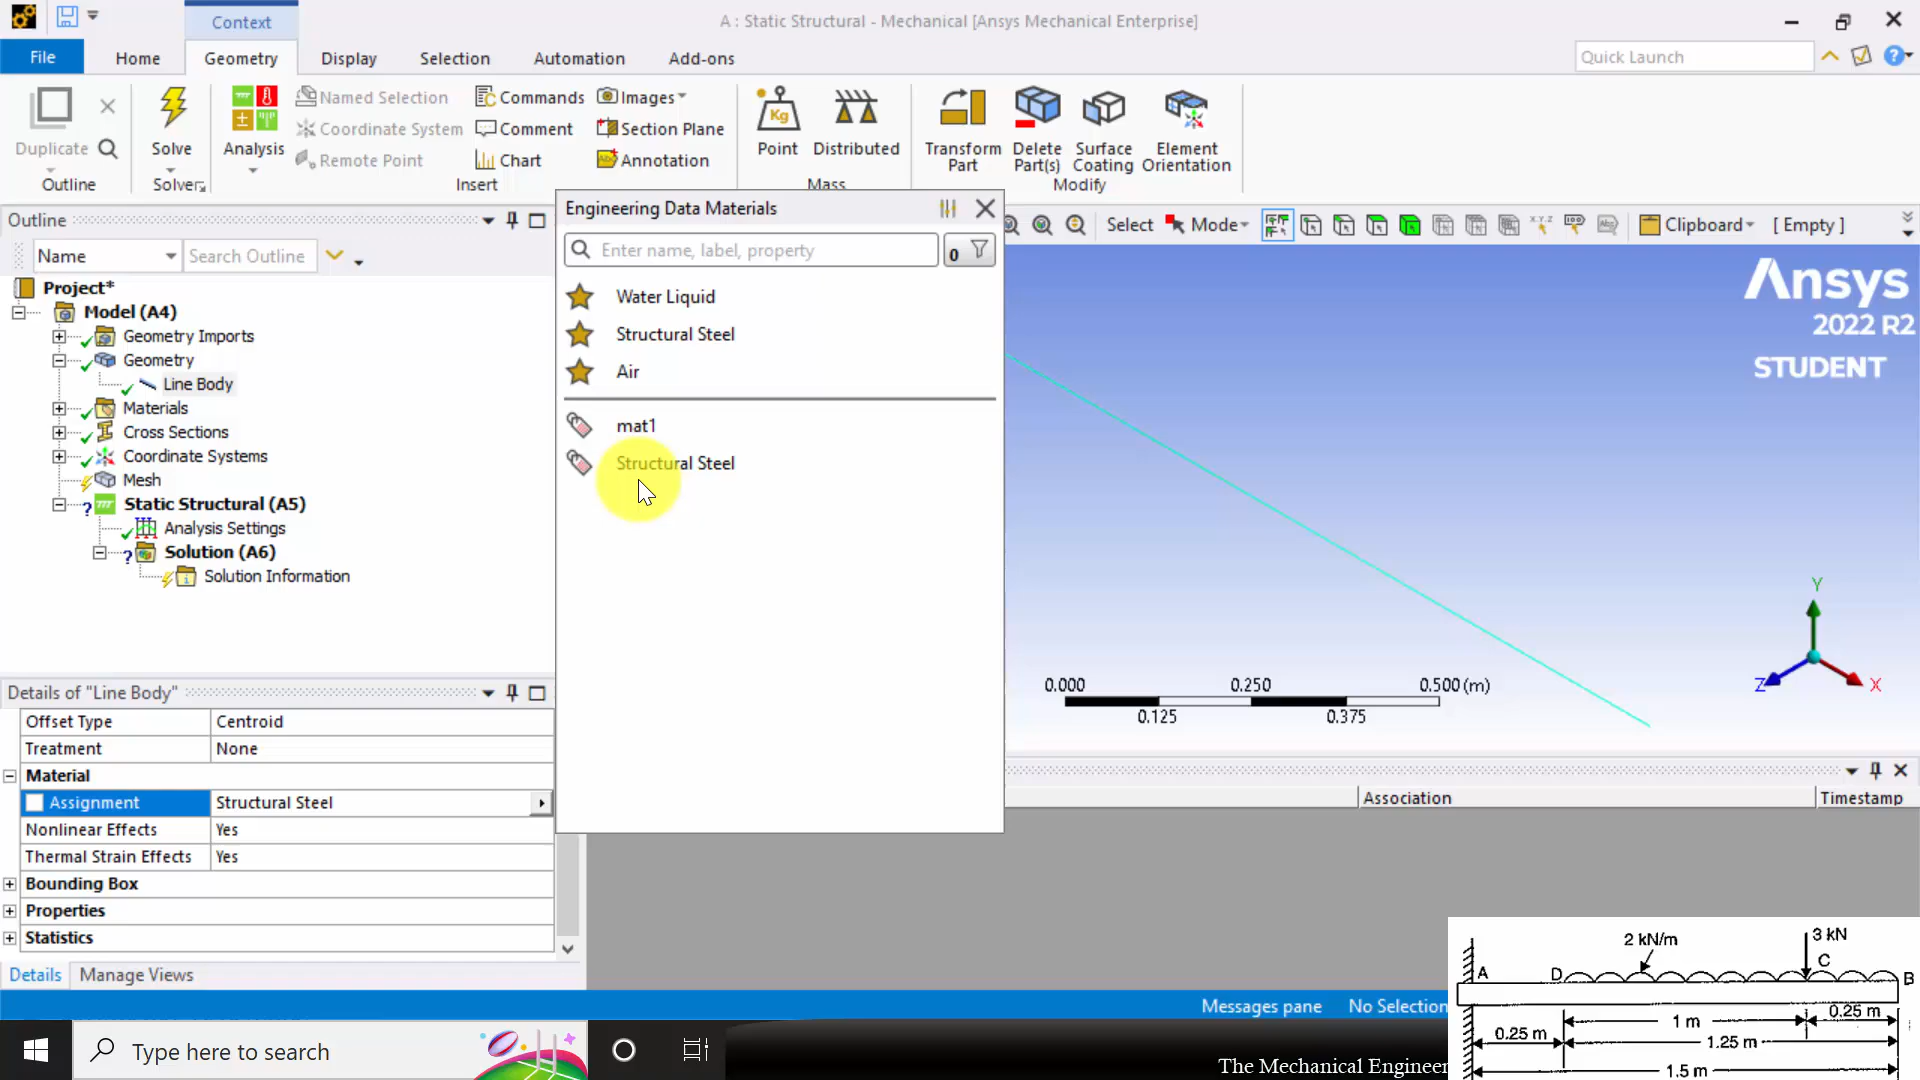 Context
A : Static Structural - Mechanical [Ansys Mechanical Enterprise]
File
Home
Geometry
Display
Selection
Automation
Add-ons
Quick Launch
Duplicate
Outline
Solve
Solver
Analysis
Named Selection
Coordinate System
Remote Point
Commands
Comment
Chart
Images
Section Plane
Annotation
Insert
Kg
Point
Distributed
Mass
Transform Part
Delete Part(s)
Surface Coating
Element Orientation
Modify
Outline
Name
Search Outline
Project*
Model (A4)
Geometry Imports
Geometry
Line Body
Materials
Cross Sections
Coordinate Systems
Mesh
Static Structural (A5)
Analysis Settings
Solution (A6)
Solution Information
Engineering Data Materials
Enter name, label, property
0
Water Liquid
Structural Steel
Air
mat1
Structural Steel
Select
Mode
Clipboard
[ Empty ]
Ansys
2022 R2
STUDENT
Y
Z
X
0.000
0.250
0.500 (m)
0.125
0.375
Details of "Line Body"
Offset Type Centroid
Treatment None
Material
Assignment Structural Steel
Nonlinear Effects Yes
Thermal Strain Effects Yes
Bounding Box
Properties
Statistics
Details
Manage Views
Association
Timestamp
Messages pane
No Selection
Type here to search
The Mechanical Engineer
2 kN/m
3 kN
A
D
C
B
0.25 m
1 m
0.25 m
1.25 m
1.5 m